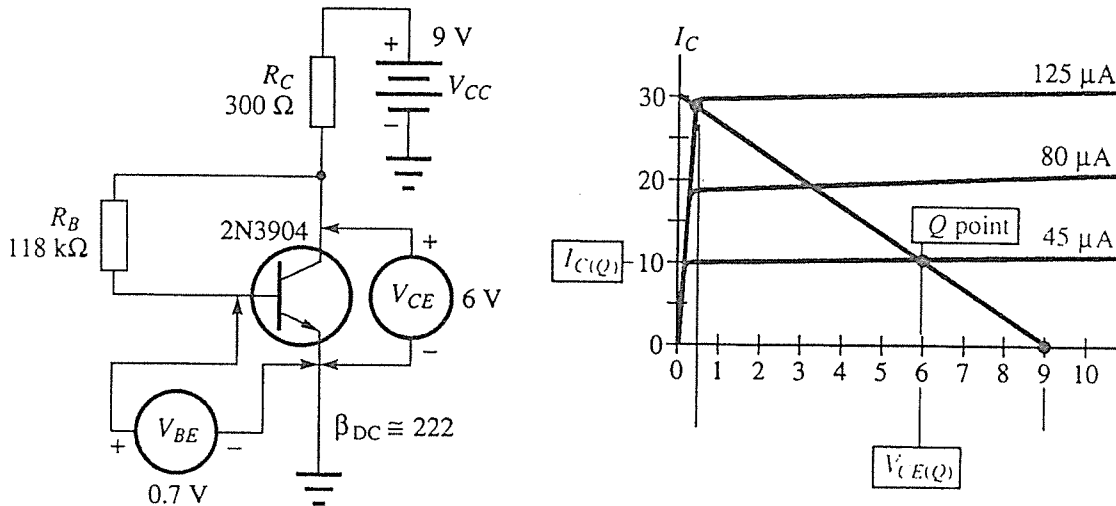 9 V
+
R_C
300 Ω
V_CC
−
R_B
118 kΩ
2N3904
+
V_CE
6 V
−
V_BE
+
−
0.7 V
β_DC ≅ 222
I_C
125 µA
30
80 µA
20
Q point
45 µA
I_C(Q)
10
0
0 1 2 3 4 5 6 7 8 9 10
V_CE(Q)